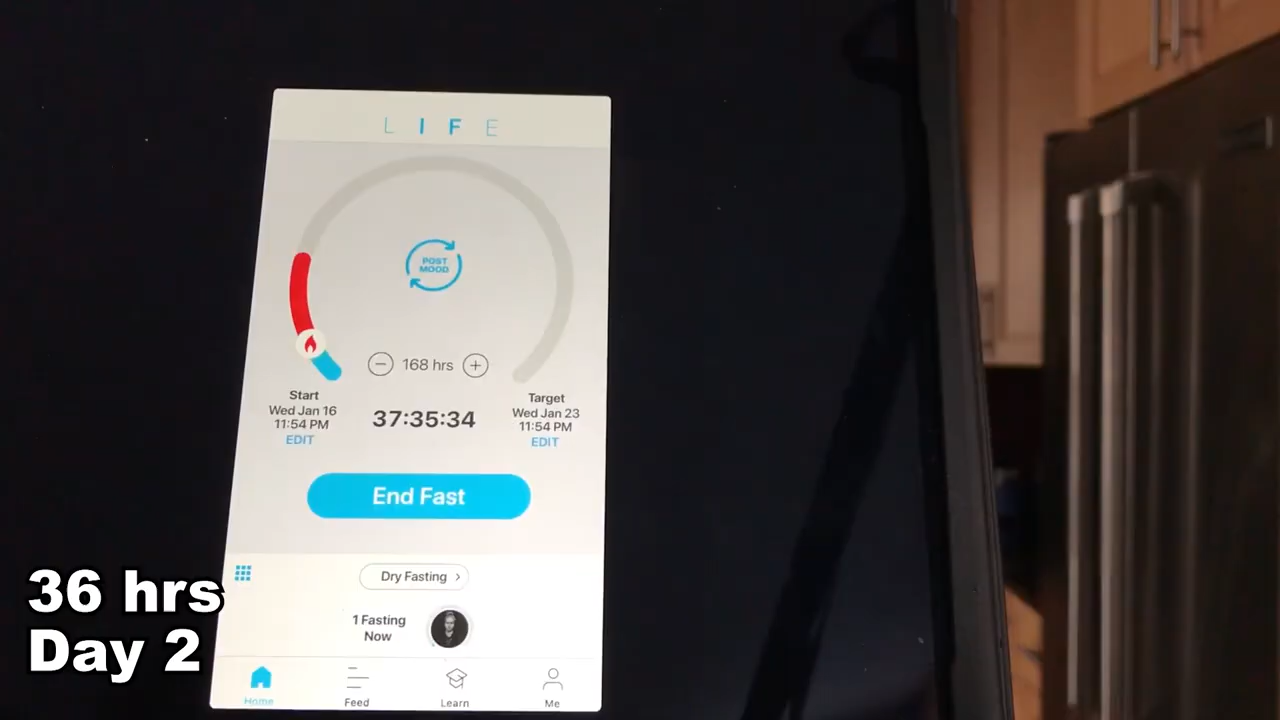 LIFE
POST
MOOD
168 hrs
Start
Wed Jan 16
11:54 PM
EDIT
37:35:34
Target
Wed Jan 23
11:54 PM
EDIT
End Fast
Dry Fasting
1 Fasting
Now
Home
Feed
Learn
Me
36 hrs
Day 2